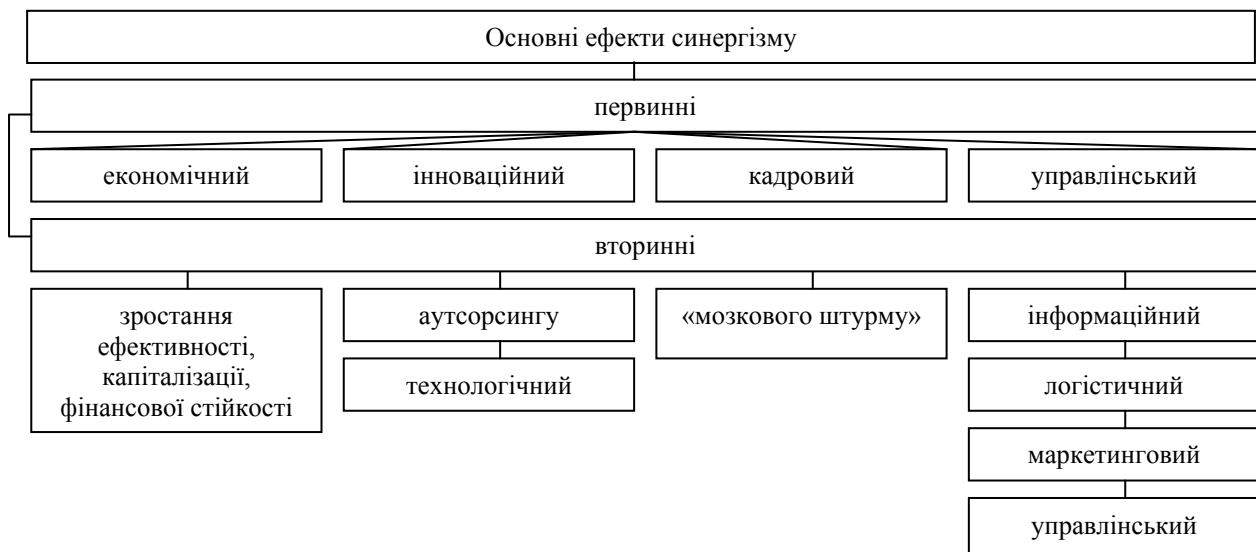 Основні ефекти синергізму
первинні
економічний
інноваційний
кадровий
управлінський
вторинні
зростання
ефективності,
капіталізації,
фінансової стійкості
аутсорсингу
технологічний
«мозкового штурму»
інформаційний
логістичний
маркетинговий
управлінський